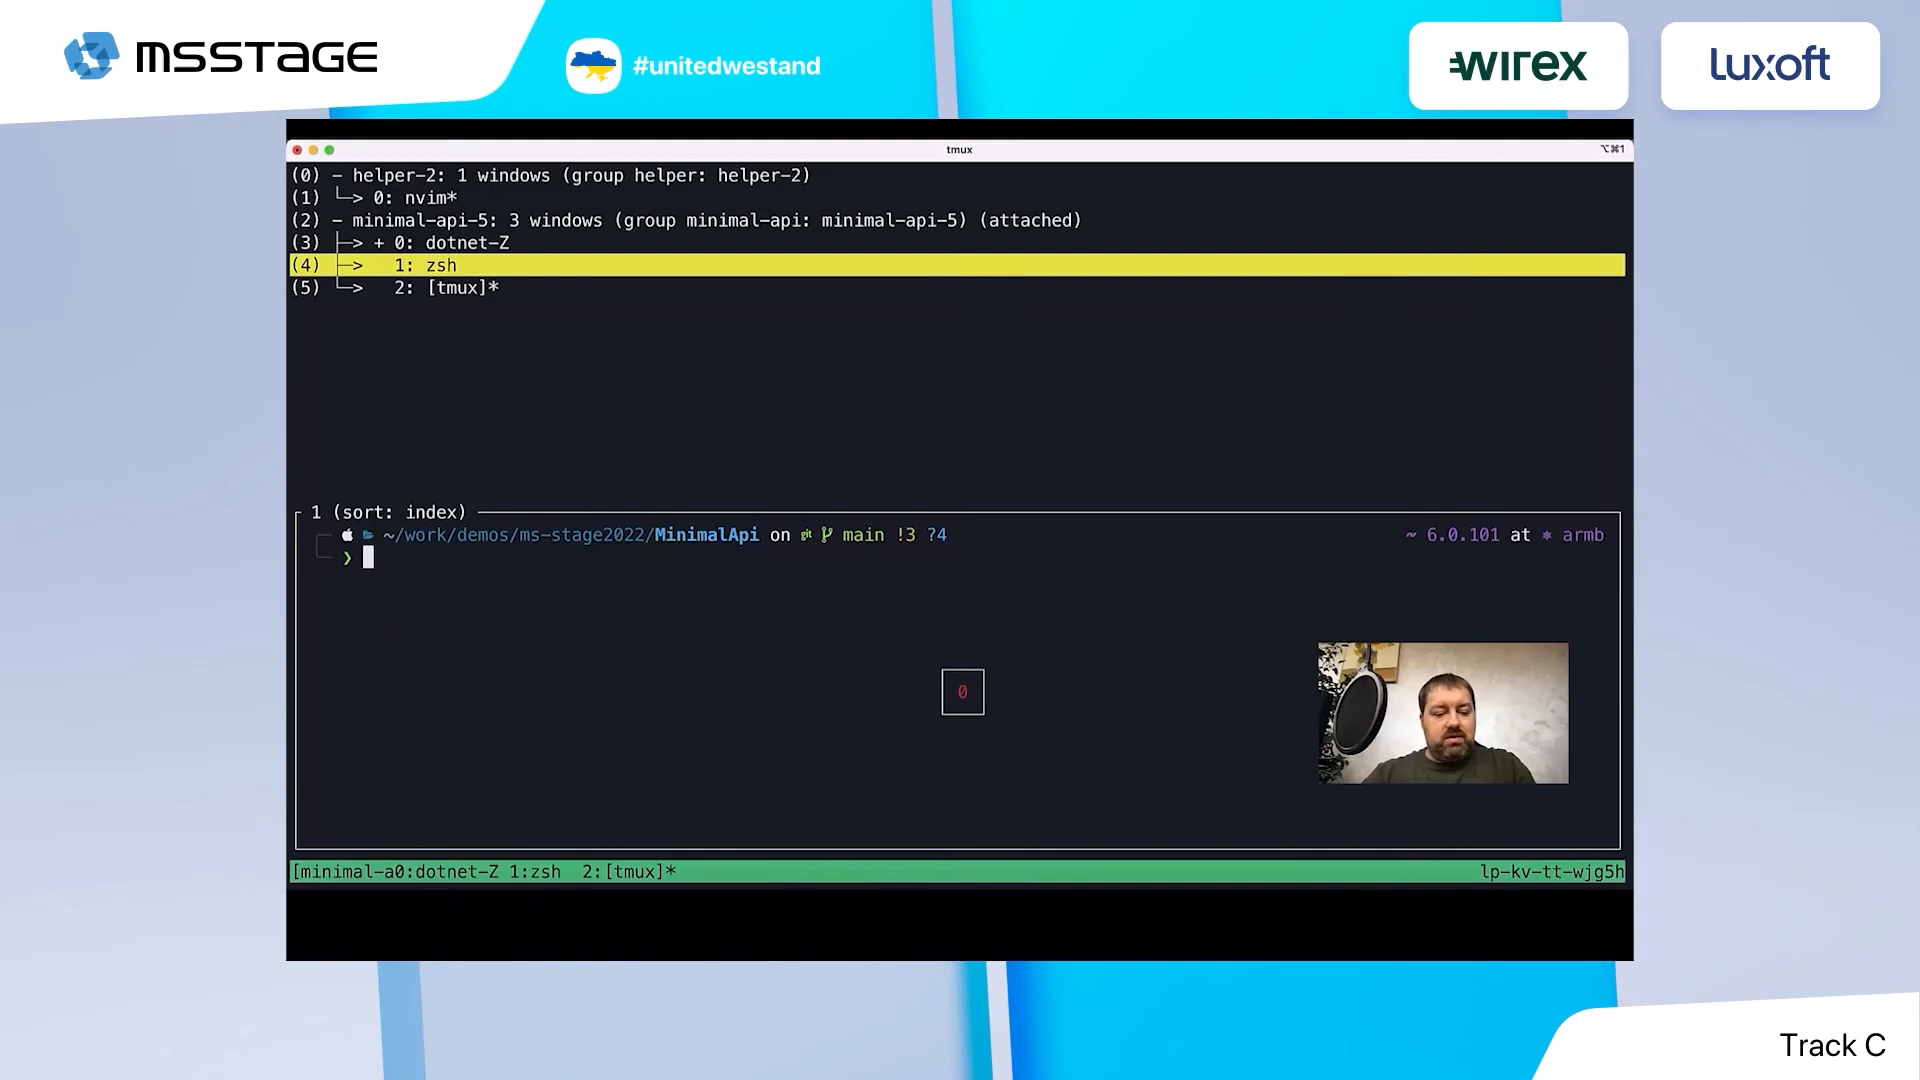 MSSTAGE
#unitedwestand
wirex
luxoft
tmux
⌥⌘1
(0) - helper-2: 1 windows (group helper: helper-2)
(1) └─> 0: nvim*
(2) - minimal-api-5: 3 windows (group minimal-api: minimal-api-5) (attached)
(3) ├─> + 0: dotnet-Z
(4) ├─>   1: zsh
(5) └─>   2: [tmux]*
1 (sort: index)
~/work/demos/ms-stage2022/MinimalApi on git main !3 ?4
~ 6.0.101 at ⎈ armb
❯
0
[minimal-a0:dotnet-Z 1:zsh  2:[tmux]*
lp-kv-tt-wjg5h
Track C